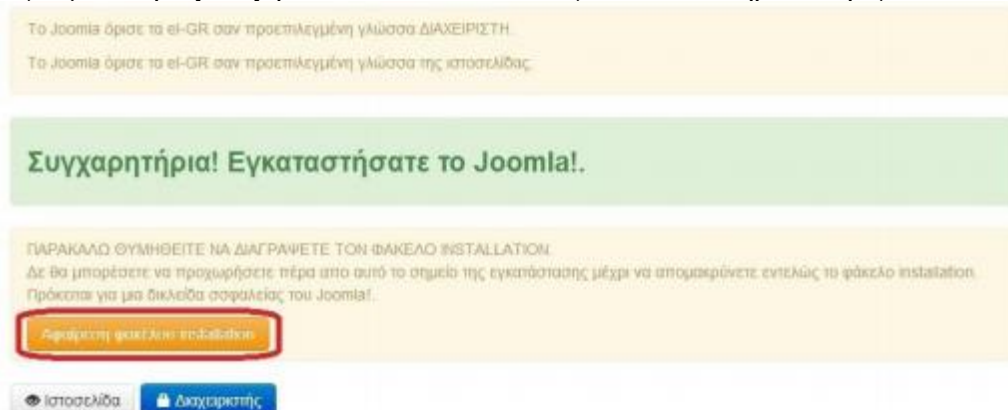 Το Joomla όρισε τα el-GR σαν προεπιλεγμένη γλώσσα ΔΙΑΧΕΙΡΙΣΤΗ.
Το Joomla όρισε τα el-GR σαν προεπιλεγμένη γλώσσα της ιστοσελίδας.
Συγχαρητήρια! Εγκαταστήσατε το Joomla!.
ΠΑΡΑΚΑΛΩ ΘΥΜΗΘΕΙΤΕ ΝΑ ΔΙΑΓΡΑΨΕΤΕ ΤΟΝ ΦΑΚΕΛΟ INSTALLATION.
Δε θα μπορέσετε να προχωρήσετε πέρα απο αυτό το σημείο της εγκατάστασης μέχρι να απομακρύνετε εντελώς το φάκελο installation.
Πρόκειται για μια δικλείδα ασφαλείας του Joomla!.
Αφαίρεση φακέλου installation
Ιστοσελίδα
Διαχειριστής